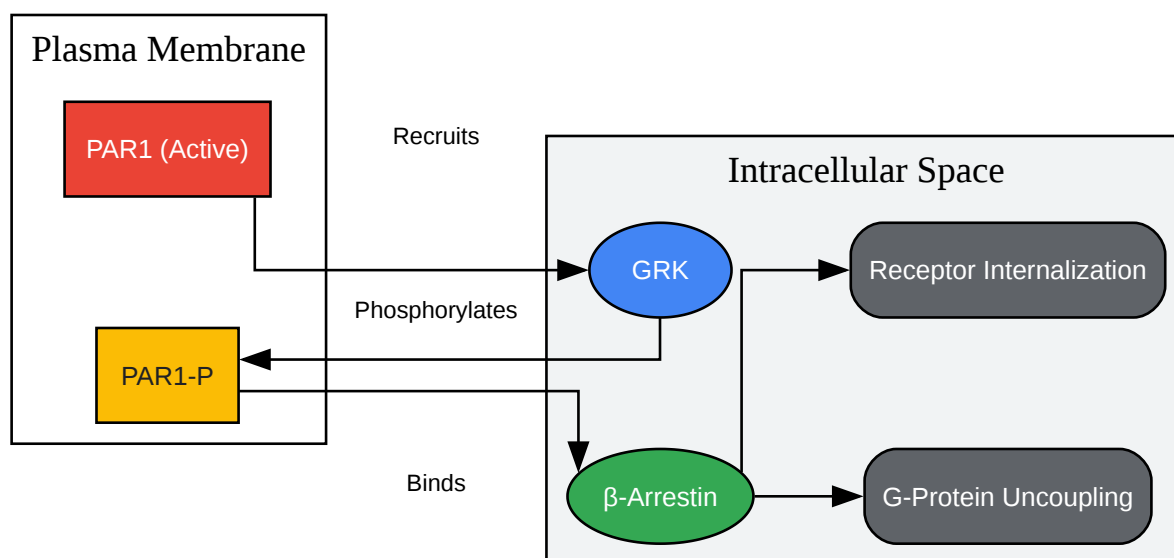 Plasma Membrane
PAR1 (Active)
Recruits
Intracellular Space
GRK
Receptor Internalization
Phosphorylates
PAR1-P
Binds
β-Arrestin
G-Protein Uncoupling